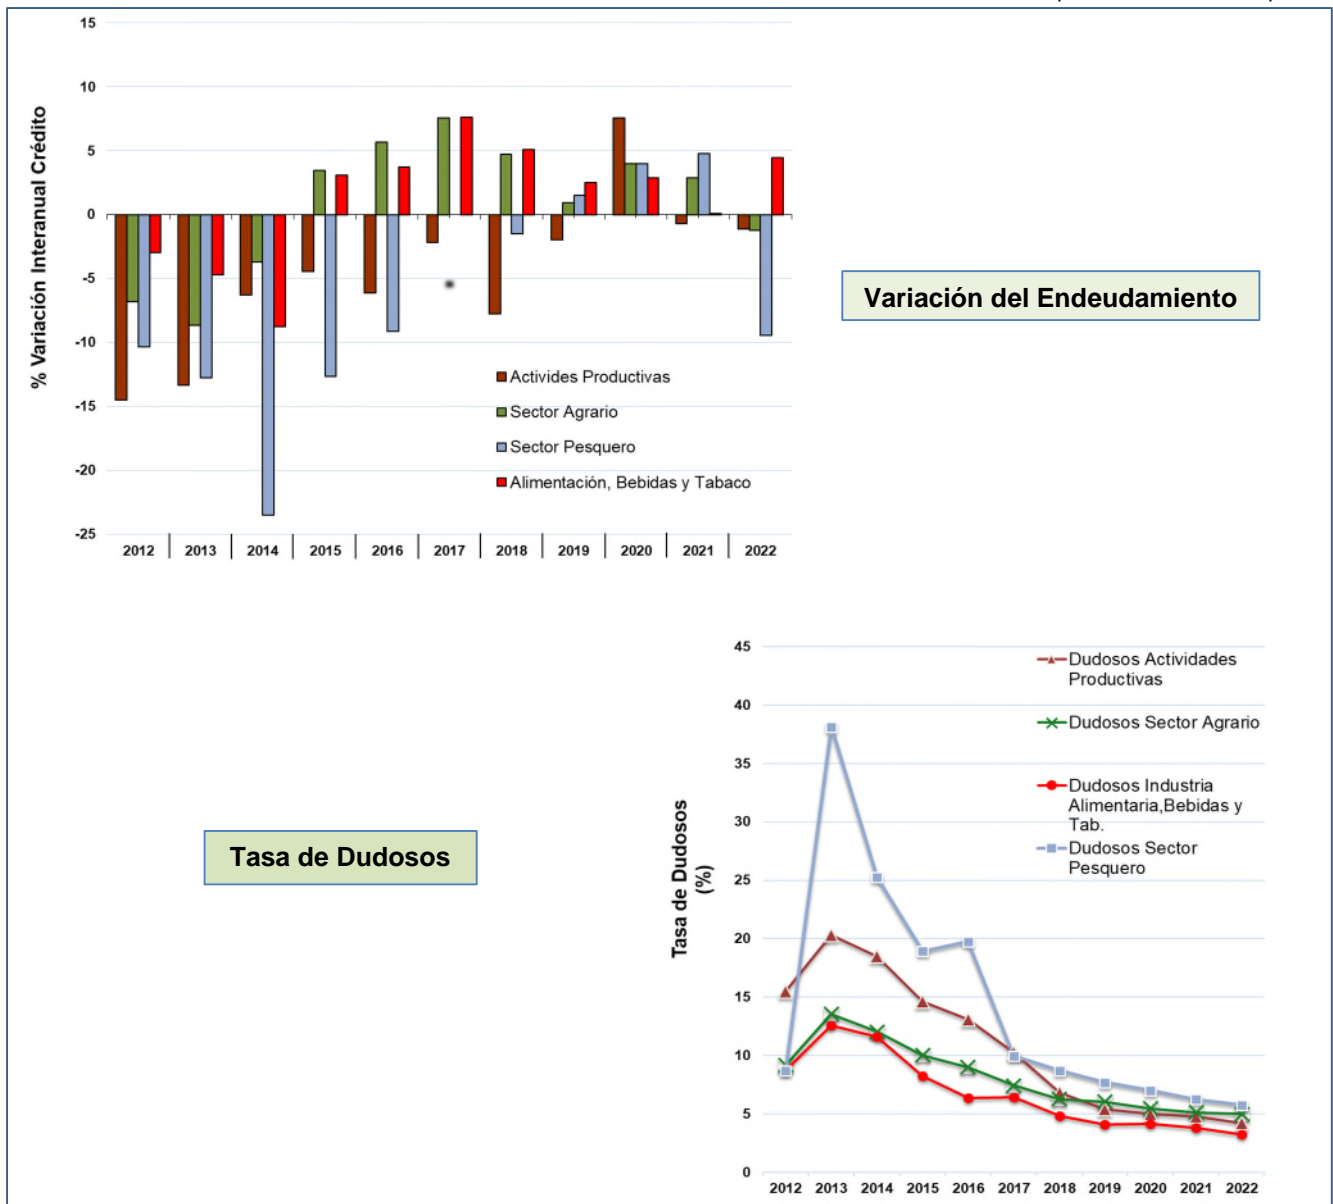 15
10
5
0
-5
-10
-15
-20
-25
% Variación Interanual Crédito
Activides Productivas
Sector Agrario
Sector Pesquero
Alimentación, Bebidas y Tabaco
2012 2013 2014 2015 2016 2017 2018 2019 2020 2021 2022
Variación del Endeudamiento
Tasa de Dudosos
45
40
35
30
25
20
15
10
5
0
Tasa de Dudosos
(%)
Dudosos Actividades
Productivas
Dudosos Sector Agrario
Dudosos Industria
Alimentaria,Bebidas y
Tab.
Dudosos Sector
Pesquero
2012 2013 2014 2015 2016 2017 2018 2019 2020 2021 2022